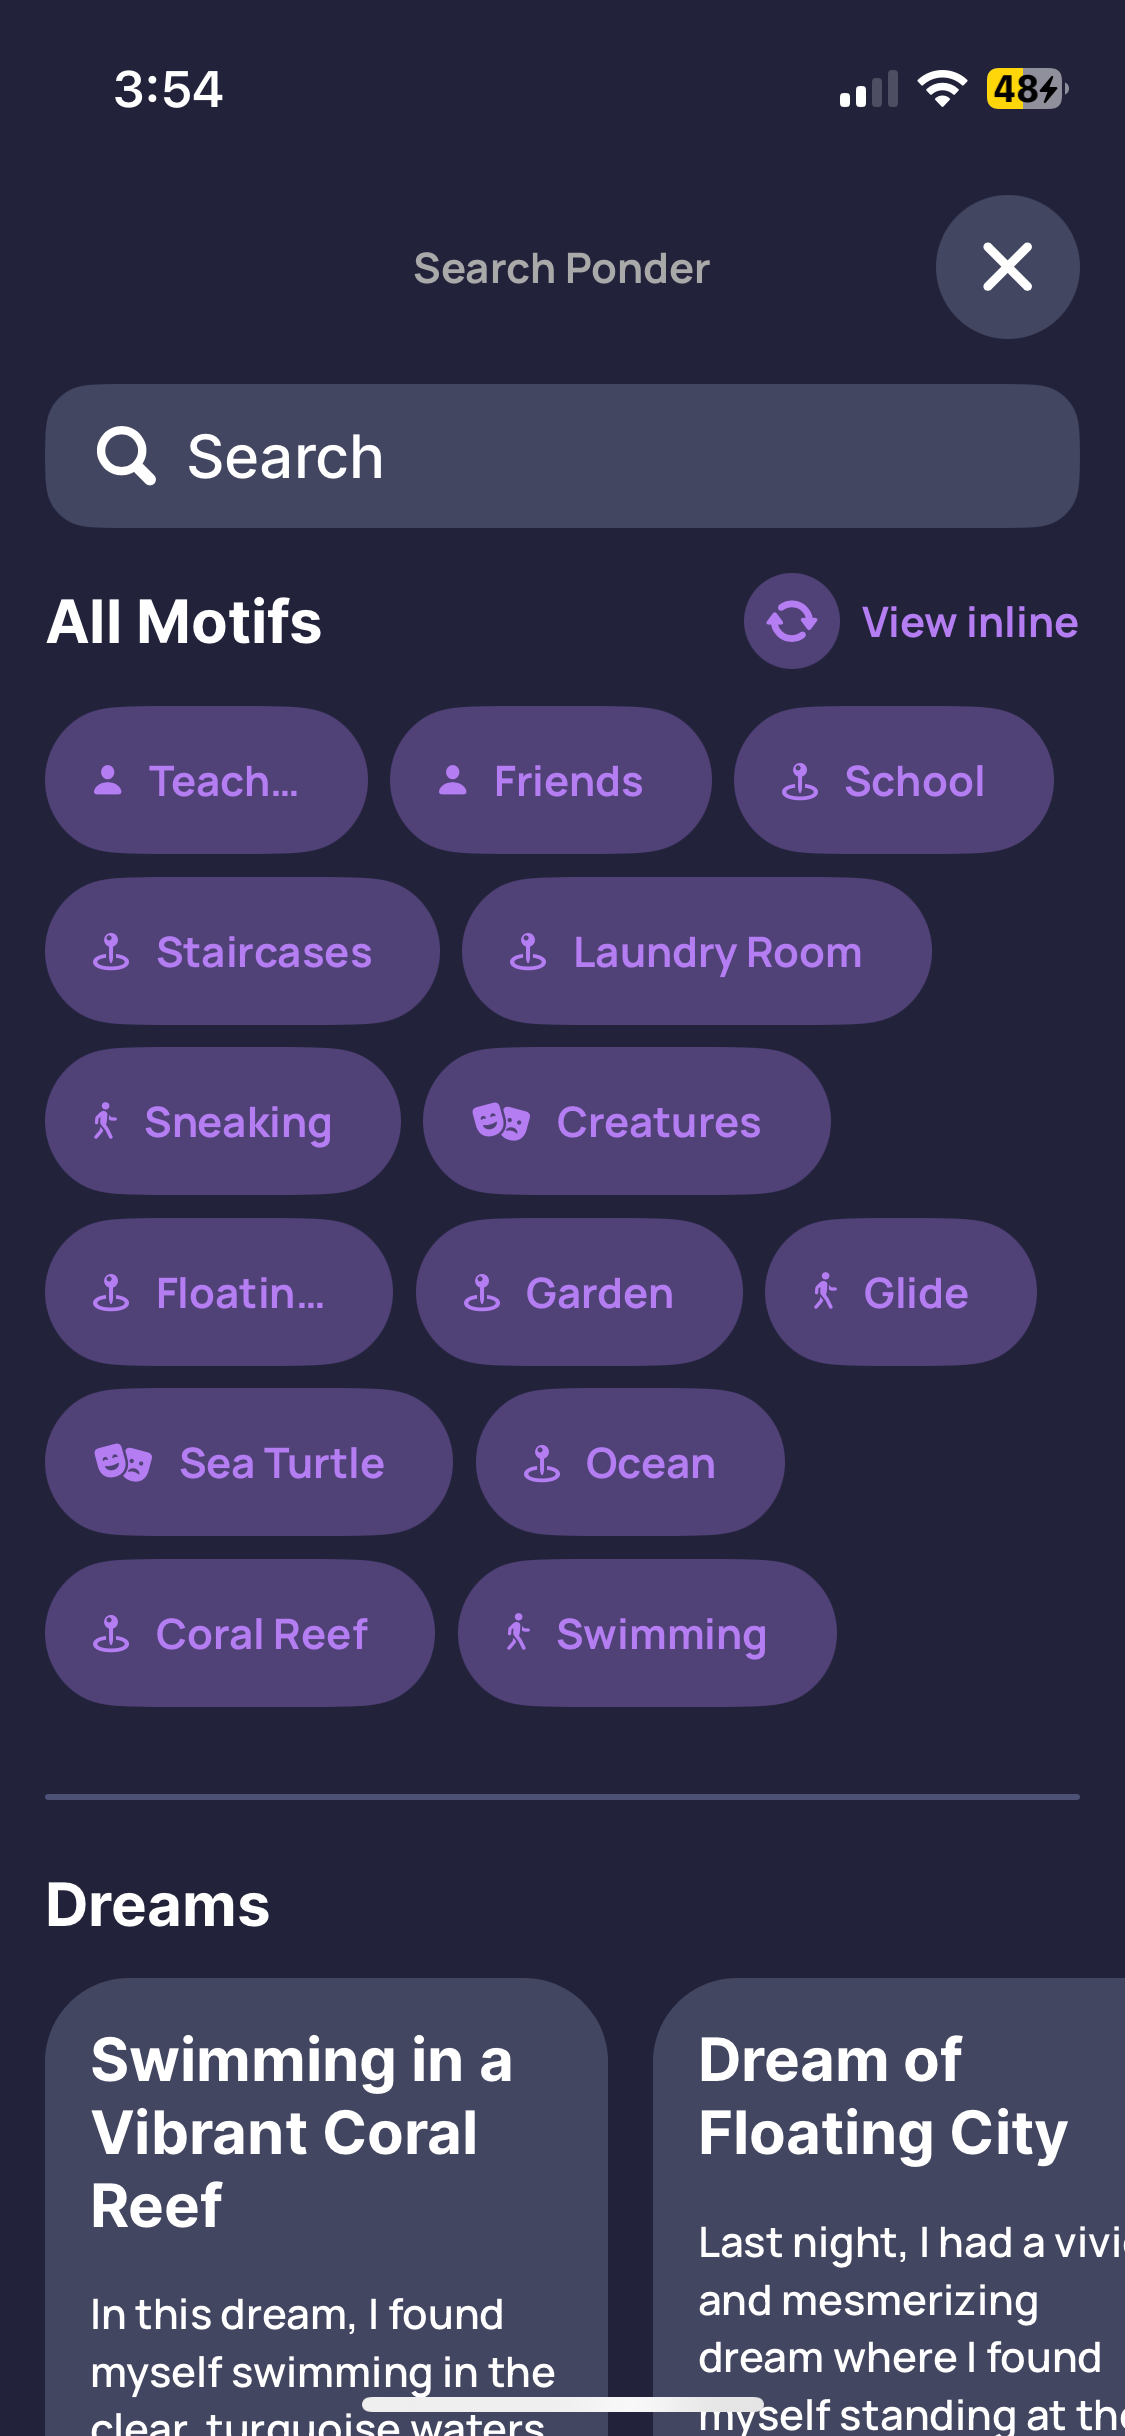 3:54
48
Search Ponder
Search
All Motifs
View inline
Teach...
Friends
School
Staircases
Laundry Room
Sneaking
Creatures
Floatin...
Garden
Glide
Sea Turtle
Ocean
Coral Reef
Swimming
Dreams
Swimming in a
Vibrant Coral
Reef
In this dream, I found
myself swimming in the
clear, turquoise waters
Dream of
Floating City
Last night, I had a vivi
and mesmerizing
dream where I found
myself standing at the